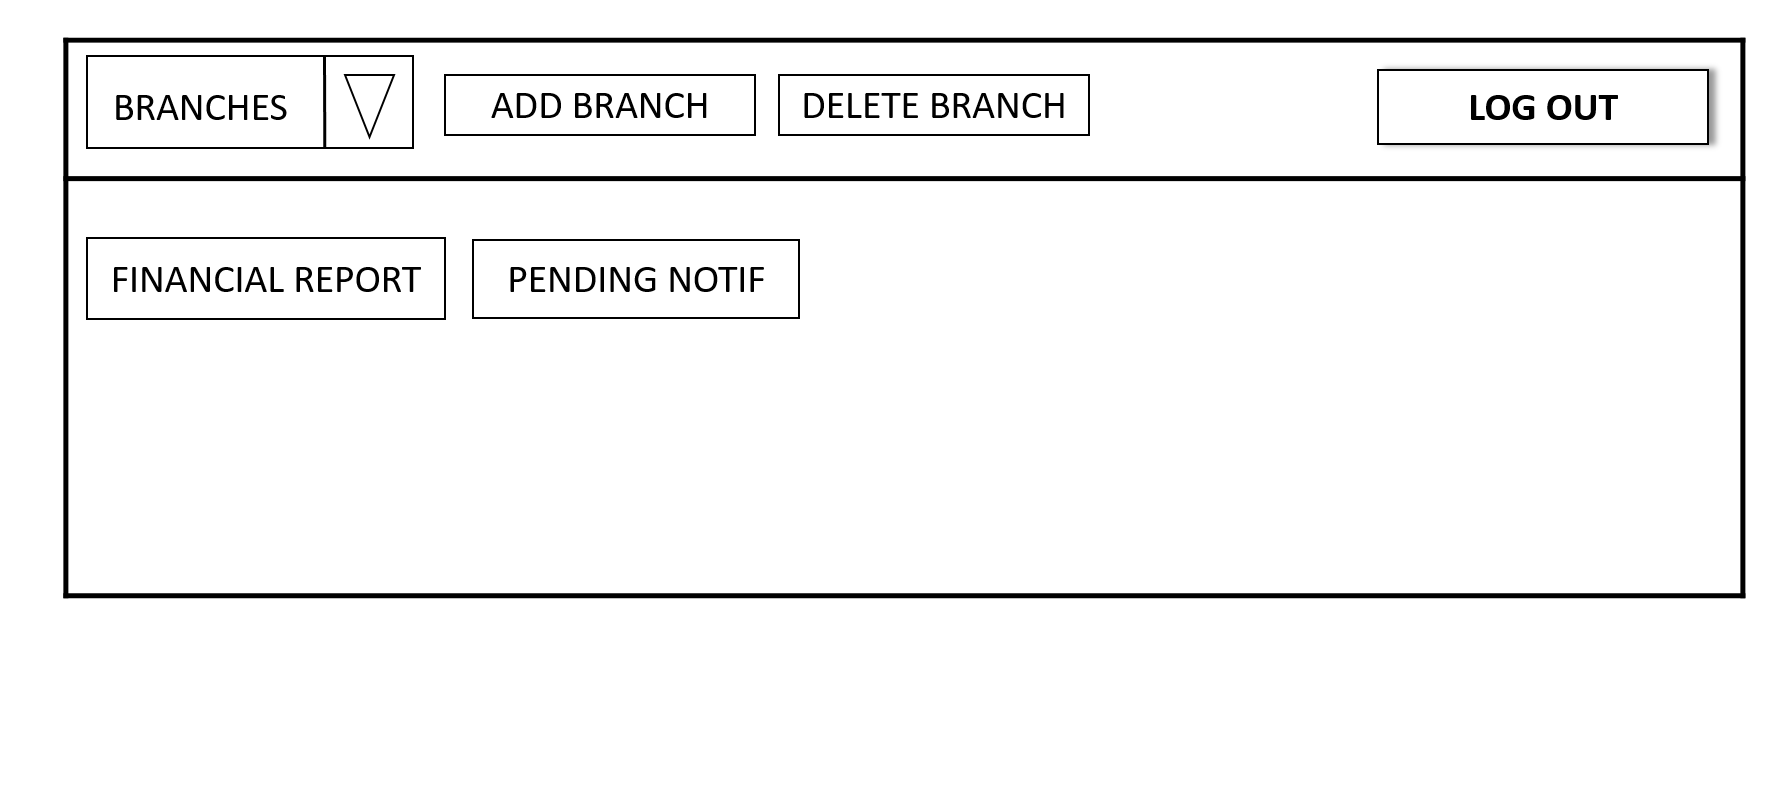 BRANCHES
ADD BRANCH
DELETE BRANCH
LOG OUT
FINANCIAL REPORT
PENDING NOTIF